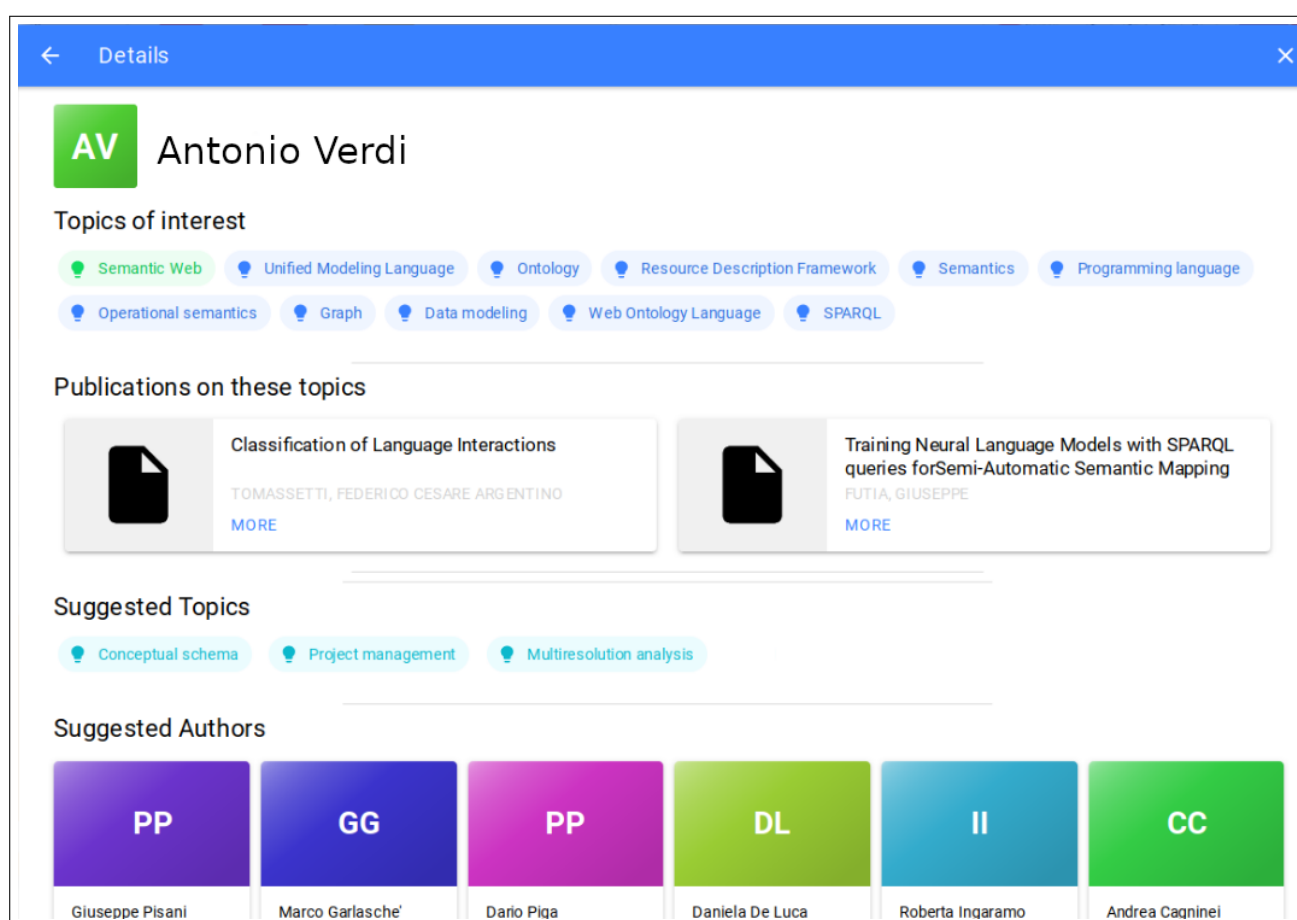 Details
AV
Antonio Verdi
Topics of interest
Semantic Web Unified Modeling Language Ontology Resource Description Framework Semantics Programming language
Operational semantics Graph Data modeling Web Ontology Language SPARQL
Publications on these topics
Classification of Language Interactions
TOMASSETTI, FEDERICO CESARE ARGENTINO
MORE
Training Neural Language Models with SPARQL
queries forSemi-Automatic Semantic Mapping
FUTIA, GIUSEPPE
MORE
Suggested Topics
Conceptual schema Project management Multiresolution analysis
Suggested Authors
PP GG PP DL II CC
Giuseppe Pisani Marco Garlasche' Dario Piga Daniela De Luca Roberta Ingaramo Andrea Cagninei